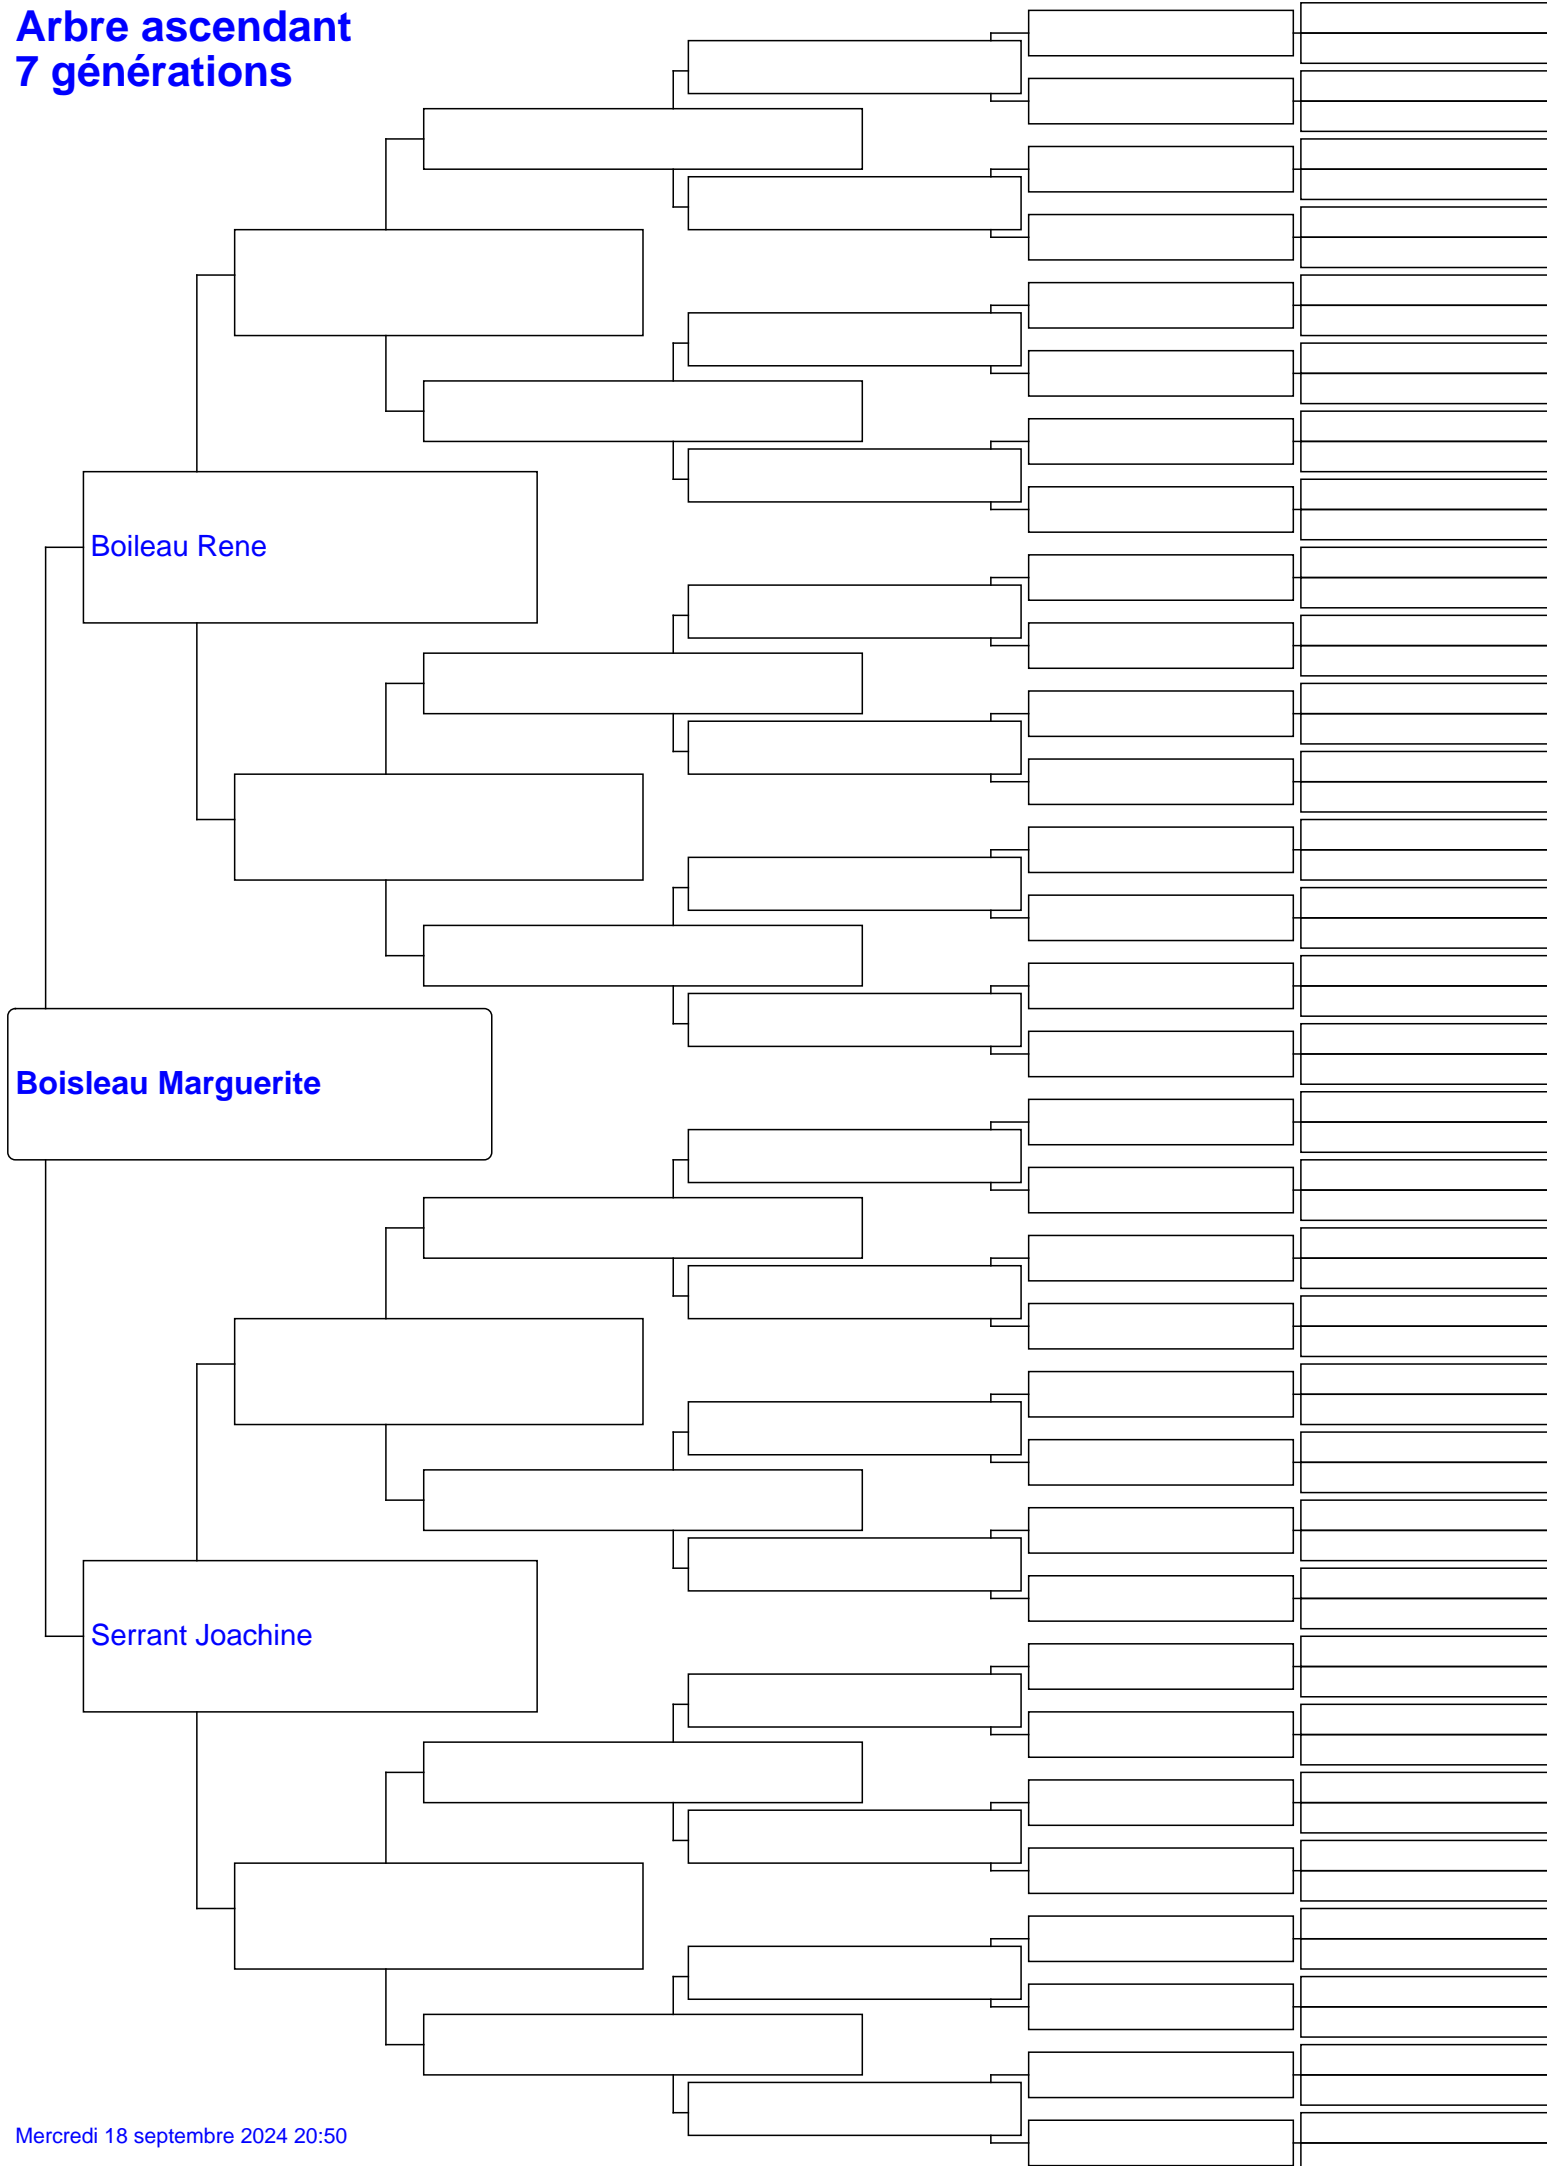 Arbre ascendant
7 générations
Boileau Rene
Boisleau Marguerite
Serrant Joachine
Mercredi 18 septembre 2024 20:50